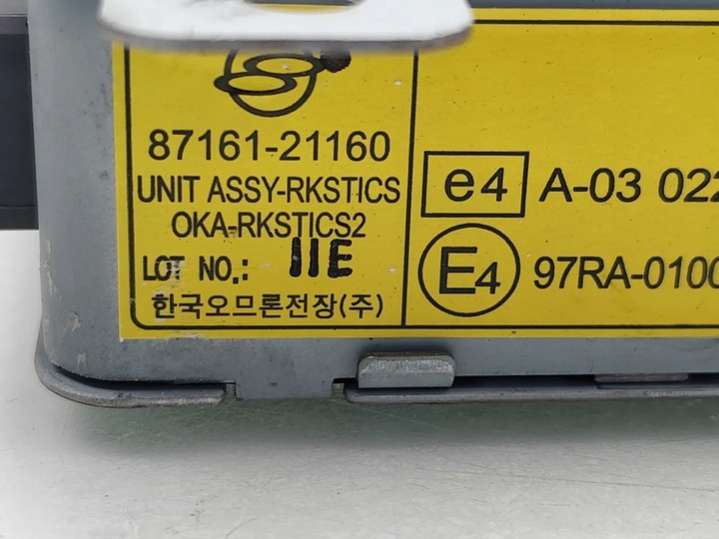 87161-21160
UNIT ASSY-RKSTICS
OKA-RKSTICS2
LOT NO.: 11E
한국오므론전장(주)
e4 A-03 022
E4 97RA-0100